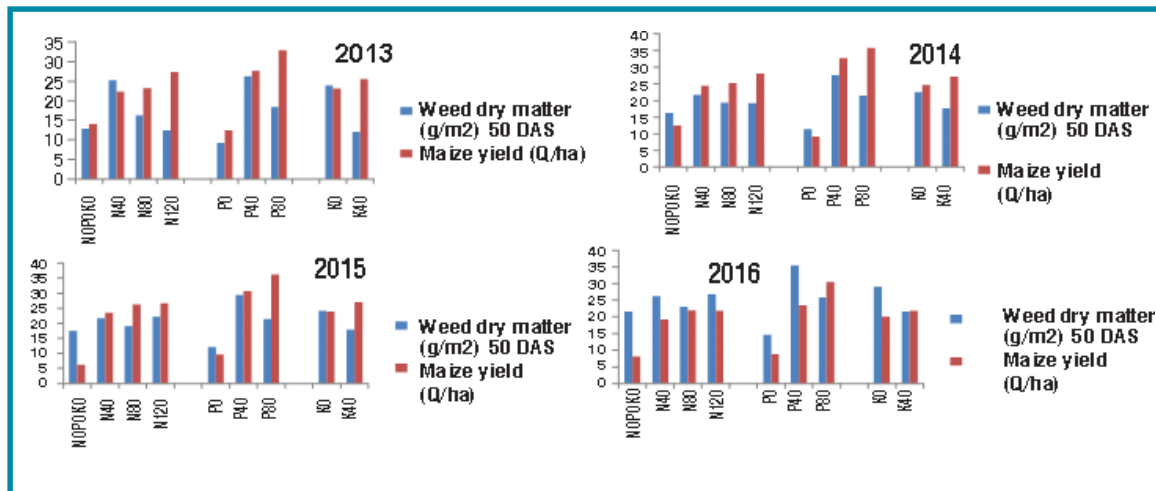 2013
35
30
25
20
15
10
5
0
N0P0K0
N40
N80
N120
P0
P40
P80
K0
K40
Weed dry matter
(g/m2) 50 DAS
Maize yield (Q/ha)
2014
40
35
30
25
20
15
10
5
0
N0P0K0
N40
N80
N120
P0
P40
P80
K0
K40
Weed dry matter
(g/m2) 50 DAS
Maize yield
(Q/ha)
2015
40
35
30
25
20
15
10
5
0
N0P0K0
N40
N80
N120
P0
P40
P80
K0
K40
Weed dry matter
(g/m2) 50 DAS
Maize yield
(Q/ha)
2016
40
35
30
25
20
15
10
5
0
N0P0K0
N40
N80
N120
P0
P40
P80
K0
K40
Weed dry matter
(g/m2) 50 DAS
Maize yield
(Q/ha)